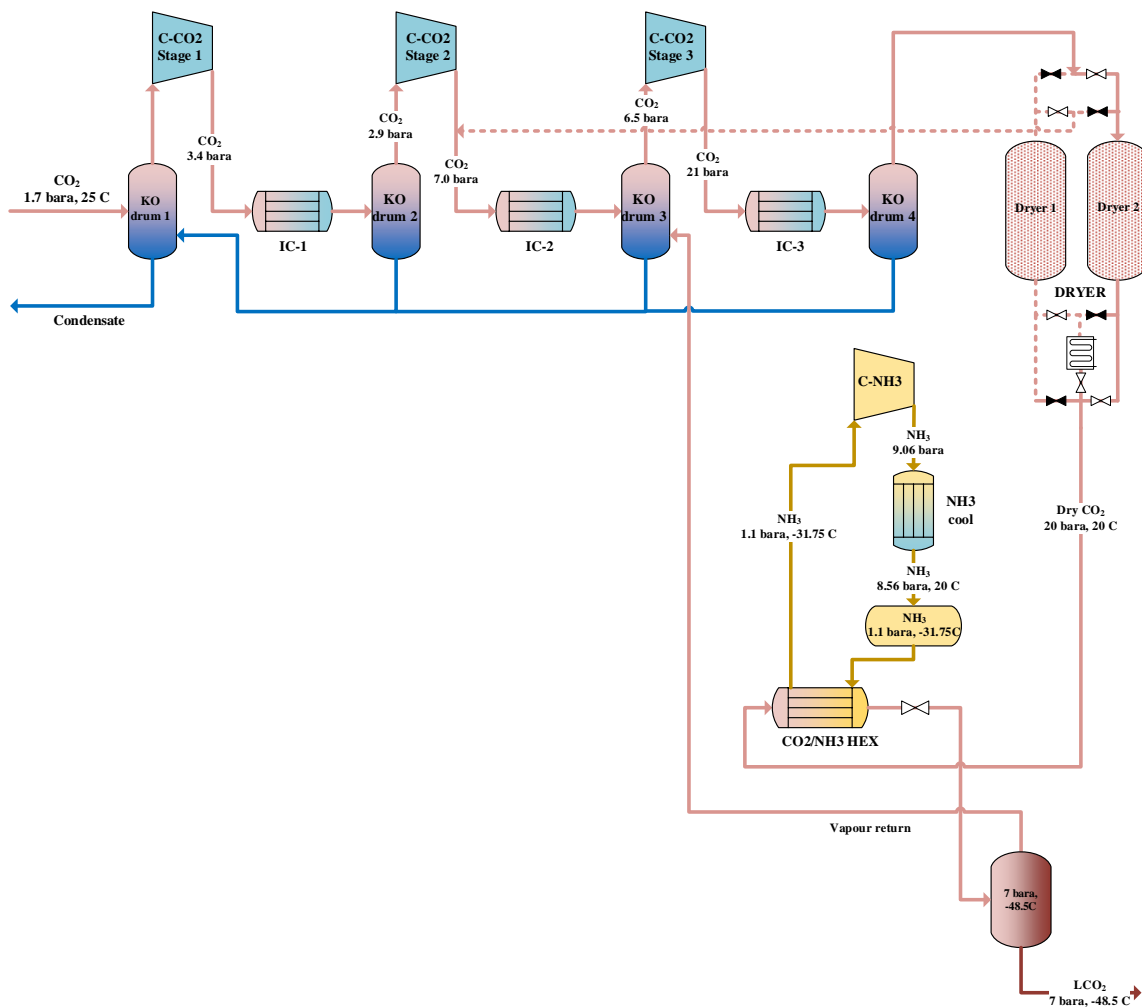 C-CO2
Stage 1
C-CO2
Stage 2
C-CO2
Stage 3
CO₂
3.4 bara
CO₂
2.9 bara
CO₂
6.5 bara
CO₂
7.0 bara
CO₂
21 bara
CO₂
1.7 bara, 25 C
KO
drum 1
IC-1
KO
drum 2
IC-2
KO
drum 3
IC-3
KO
drum 4
Dryer 1
Dryer 2
DRYER
Condensate
C-NH3
NH₃
9.06 bara
NH3
cool
NH₃
1.1 bara, -31.75 C
Dry CO₂
20 bara, 20 C
NH₃
8.56 bara, 20 C
NH₃
1.1 bara, -31.75C
CO2/NH3 HEX
Vapour return
7 bara,
-48.5C
LCO₂
7 bara, -48.5 C